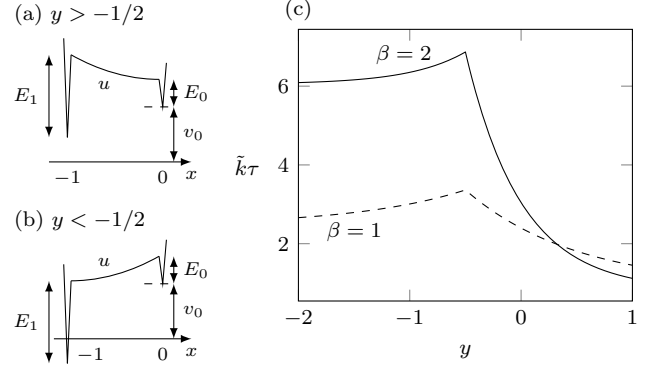 (a) y > −1/2
E₁
u
E₀
v₀
−1
0
x
(b) y < −1/2
u
E₀
E₁
v₀
−1
0
x
(c)
β = 2
β = 1
k̃τ
6
4
2
−2
−1
0
1
y